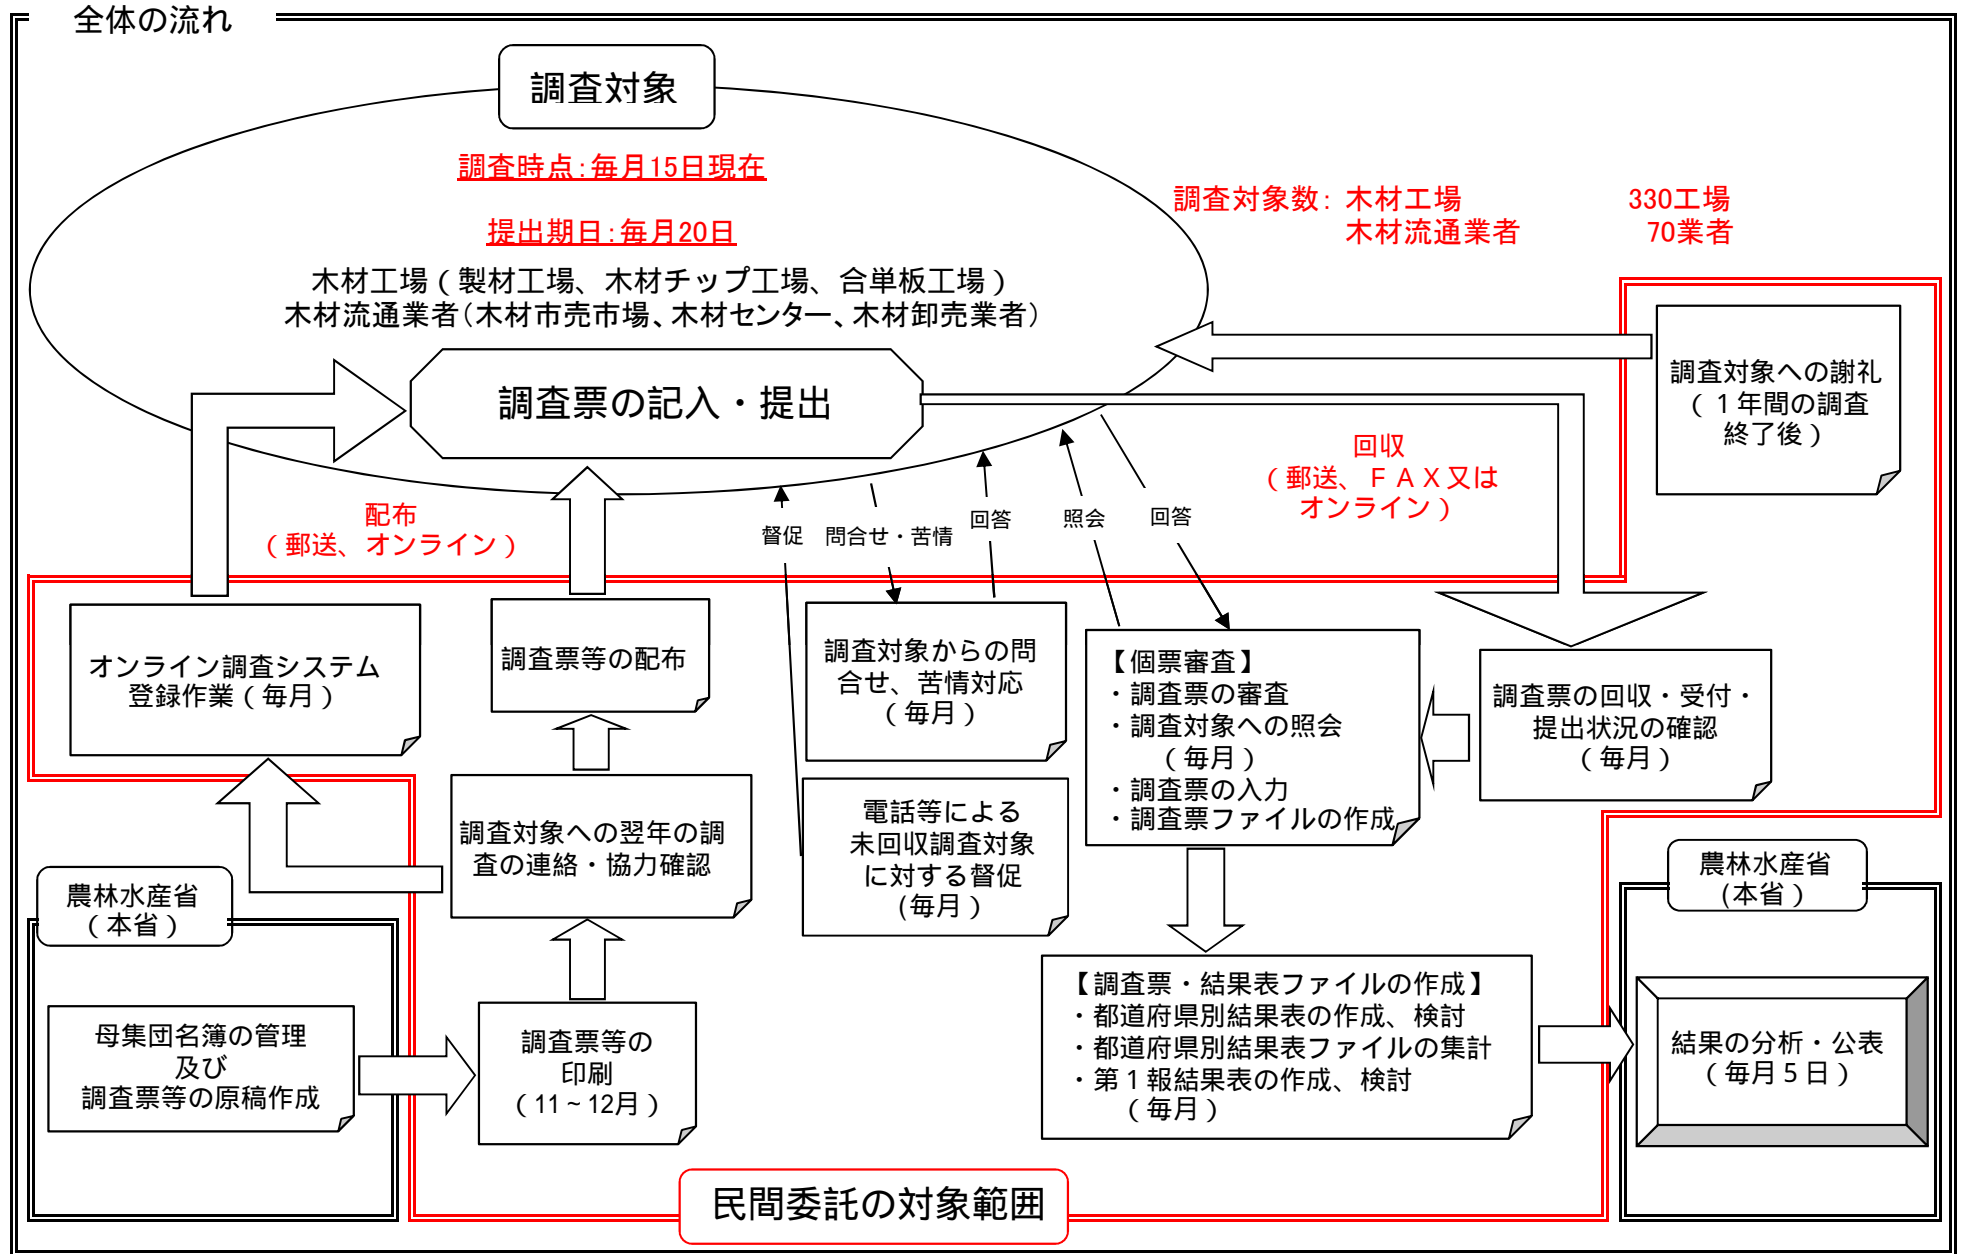 全体の流れ
調査対象
調査時点：毎月15日現在
提出期日：毎月20日
木材工場（製材工場、木材チップ工場、合単板工場）
木材流通業者（木材市売市場、木材センター、木材卸売業者）
調査対象数： 木材工場 330工場
木材流通業者 70業者
調査票の記入・提出
調査対象への謝礼
（１年間の調査
終了後）
回収
（郵送、ＦＡＸ又は
オンライン）
配布
（郵送、オンライン）
督促
問合せ・苦情
回答
照会
回答
オンライン調査システム
登録作業（毎月）
調査票等の配布
調査対象からの問
合せ、苦情対応
（毎月）
【個票審査】
・調査票の審査
・調査対象への照会
（毎月）
・調査票の入力
・調査票ファイルの作成
調査票の回収・受付・
提出状況の確認
（毎月）
調査対象への翌年の調
査の連絡・協力確認
電話等による
未回収調査対象
に対する督促
(毎月）
農林水産省
（本省）
農林水産省
(本省）
母集団名簿の管理
及び
調査票等の原稿作成
調査票等の
印刷
（11～12月）
【調査票・結果表ファイルの作成】
・都道府県別結果表の作成、検討
・都道府県別結果表ファイルの集計
・第１報結果表の作成、検討
（毎月）
結果の分析・公表
（毎月５日）
民間委託の対象範囲